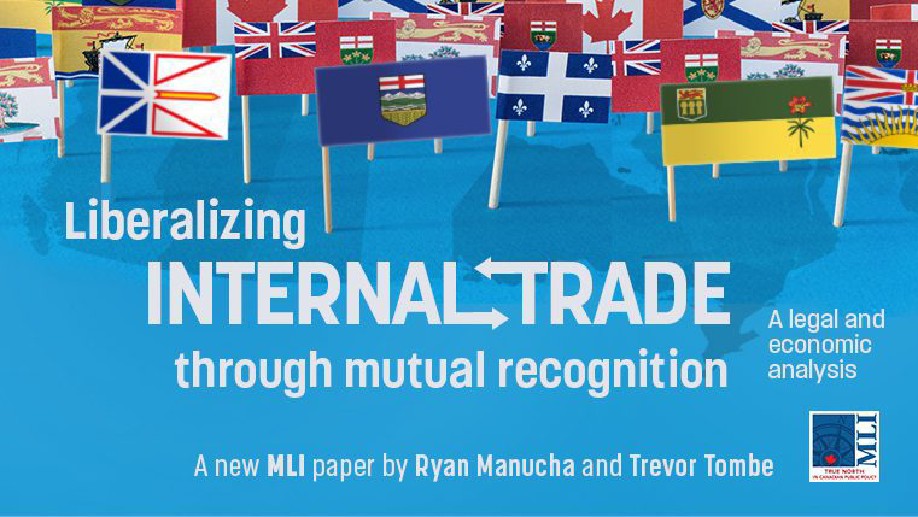 Liberalizing
INTERNAL TRADE
through mutual recognition
A legal and
economic
analysis
A new MLI paper by Ryan Manucha and Trevor Tombe
MLI
TRUE NORTH
IN CANADIAN PUBLIC POLICY